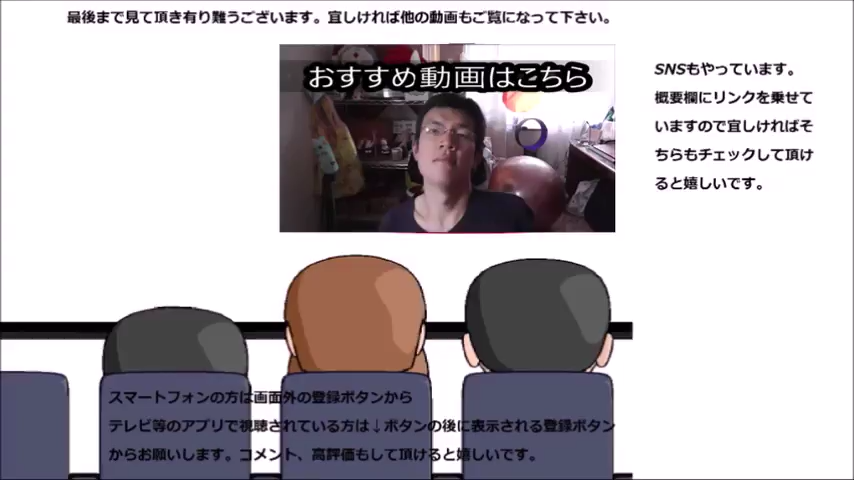 最後まで見て頂き有り難うございます。宜しければ他の動画もご覧になって下さい。
おすすめ動画はこちら
SNSもやっています。
概要欄にリンクを乗せて
いますので宜しければそ
ちらもチェックして頂け
ると嬉しいです。
スマートフォンの方は画面外の登録ボタンから
テレビ等のアプリで視聴されている方は↓ボタンの後に表示される登録ボタン
からお願いします。コメント、高評価もして頂けると嬉しいです。